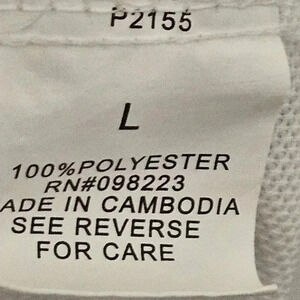 P2155
L
100% POLYESTER
RN#098223
ADE IN CAMBODIA
SEE REVERSE
FOR CARE